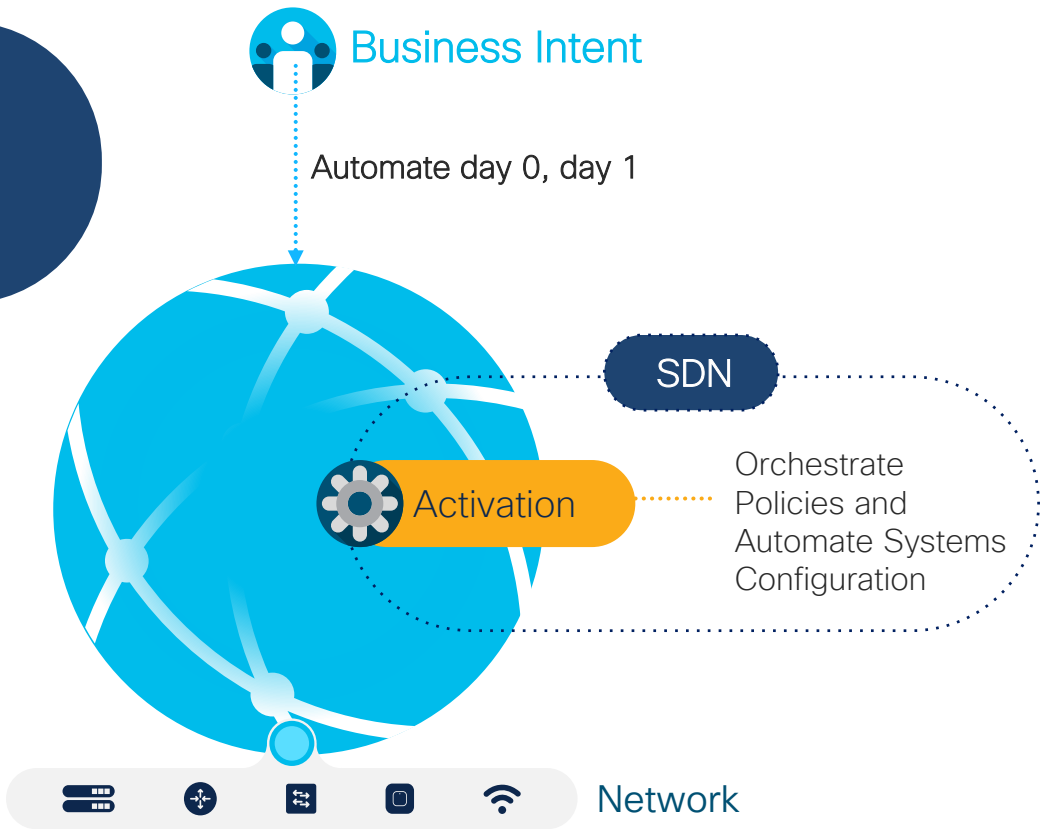 Business Intent
Automate day 0, day 1
SDN
Activation
Orchestrate
Policies and
Automate Systems
Configuration
Network